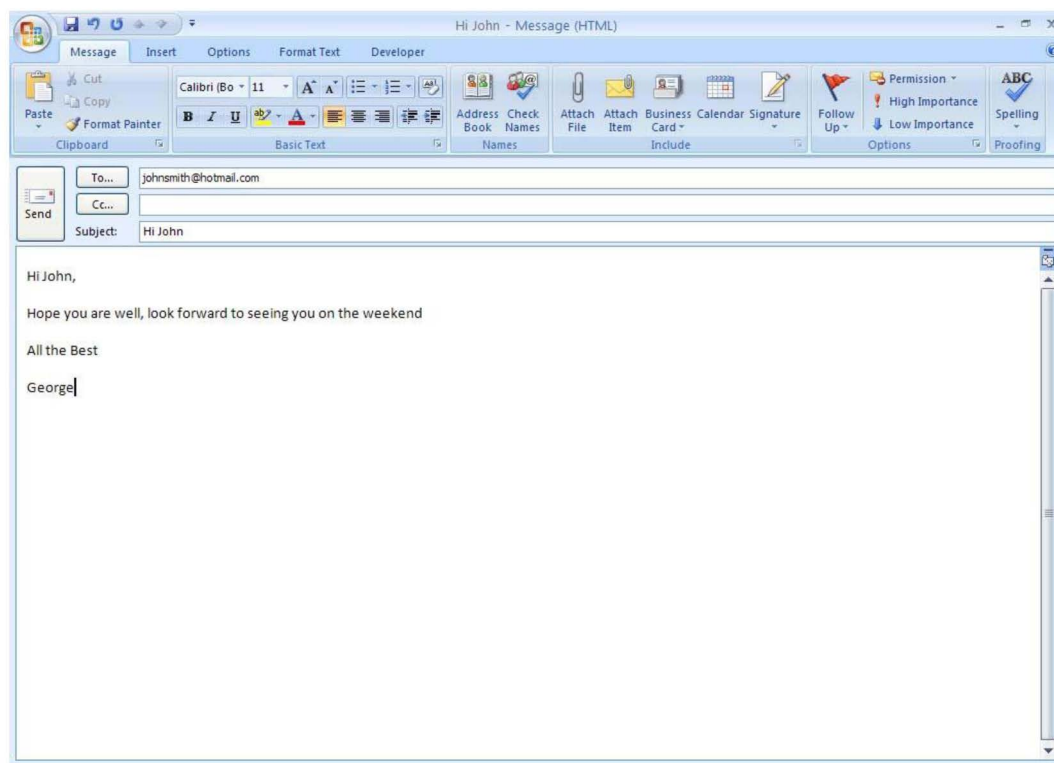 Hi John - Message (HTML)
Message Insert Options Format Text Developer
Cut
Copy
Format Painter
Paste
Clipboard
Calibri (Bo 11
B I U ab A
Basic Text
Address Book
Check Names
Names
Attach File
Attach Item
Business Card
Calendar
Signature
Include
Follow Up
Permission
High Importance
Low Importance
Options
ABC
Spelling
Proofing
Send
To... johnsmith@hotmail.com
Cc...
Subject: Hi John
Hi John,
Hope you are well, look forward to seeing you on the weekend
All the Best
George